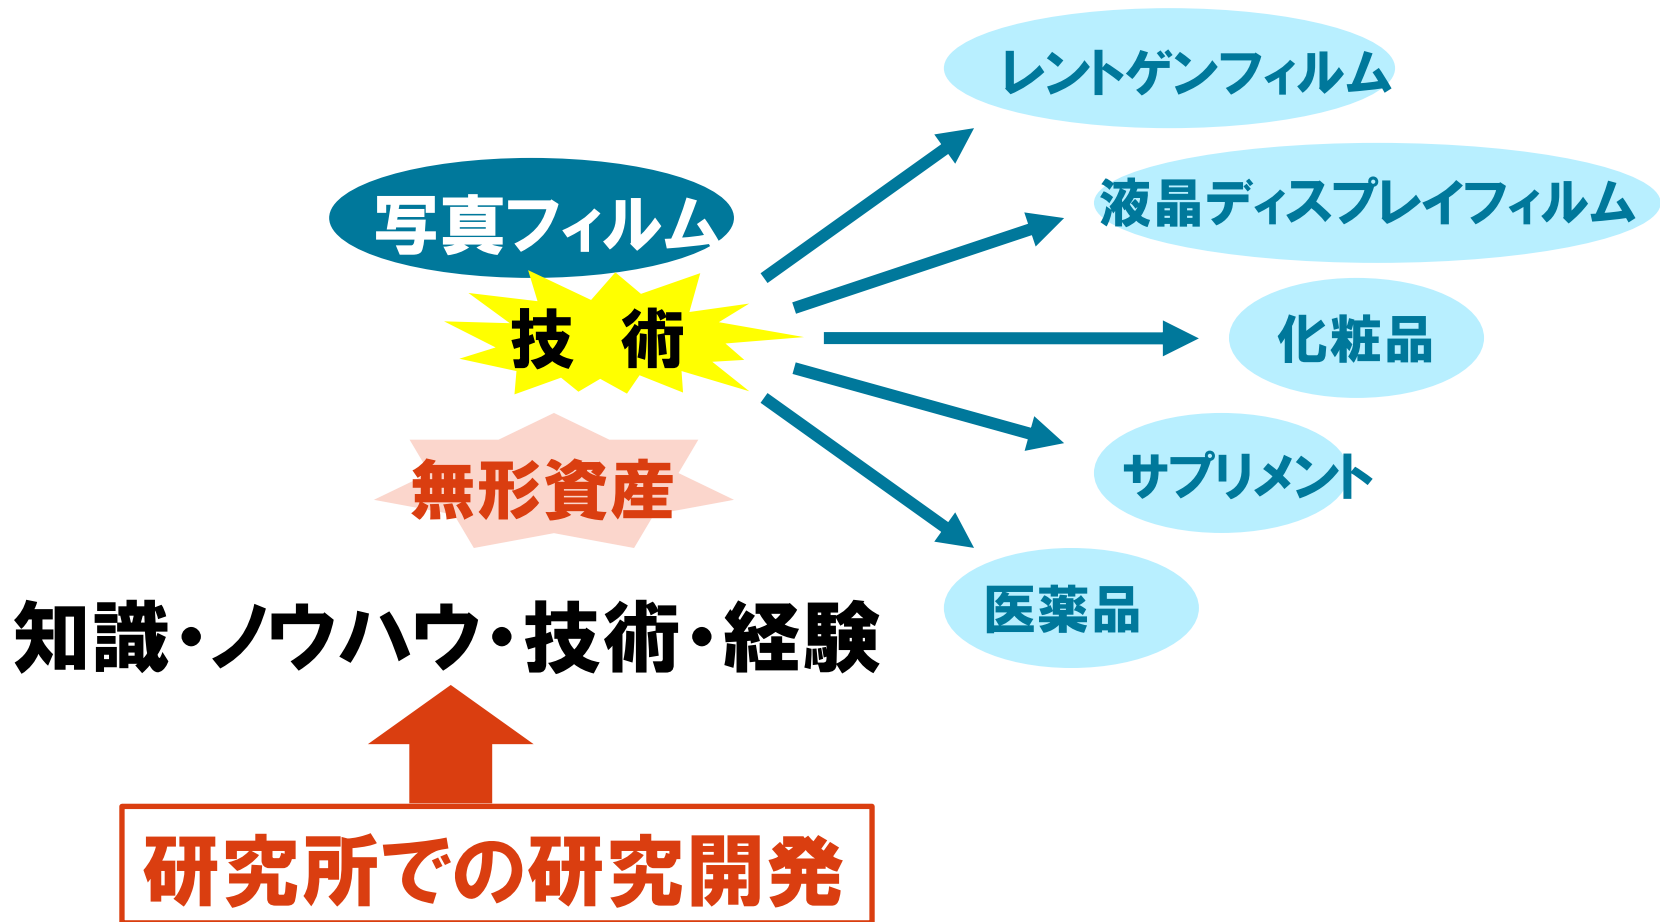 レントゲンフィルム
液晶ディスプレイフィルム
写真フィルム
技　術
化粧品
無形資産
サプリメント
医薬品
知識・ノウハウ・技術・経験
研究所での研究開発